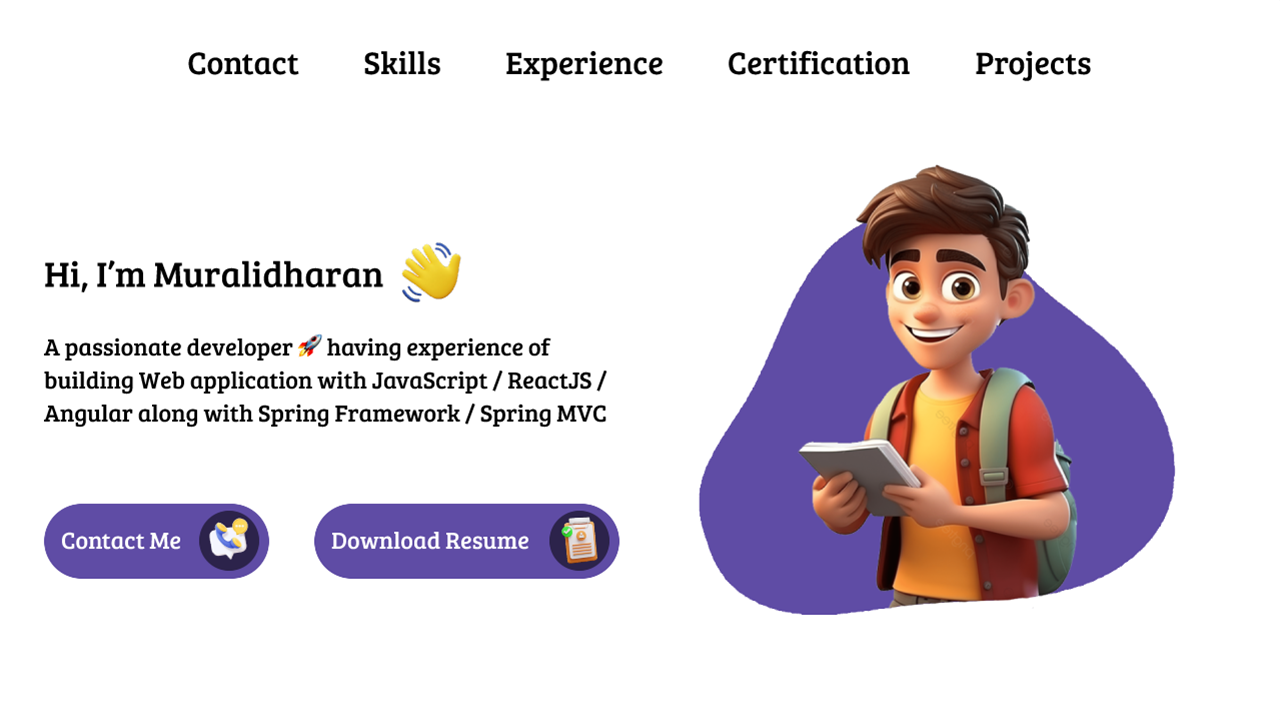 Contact Skills Experience Certification Projects
Hi, I’m Muralidharan 👋
A passionate developer 🚀 having experience of
building Web application with JavaScript / ReactJS /
Angular along with Spring Framework / Spring MVC
Contact Me
Download Resume